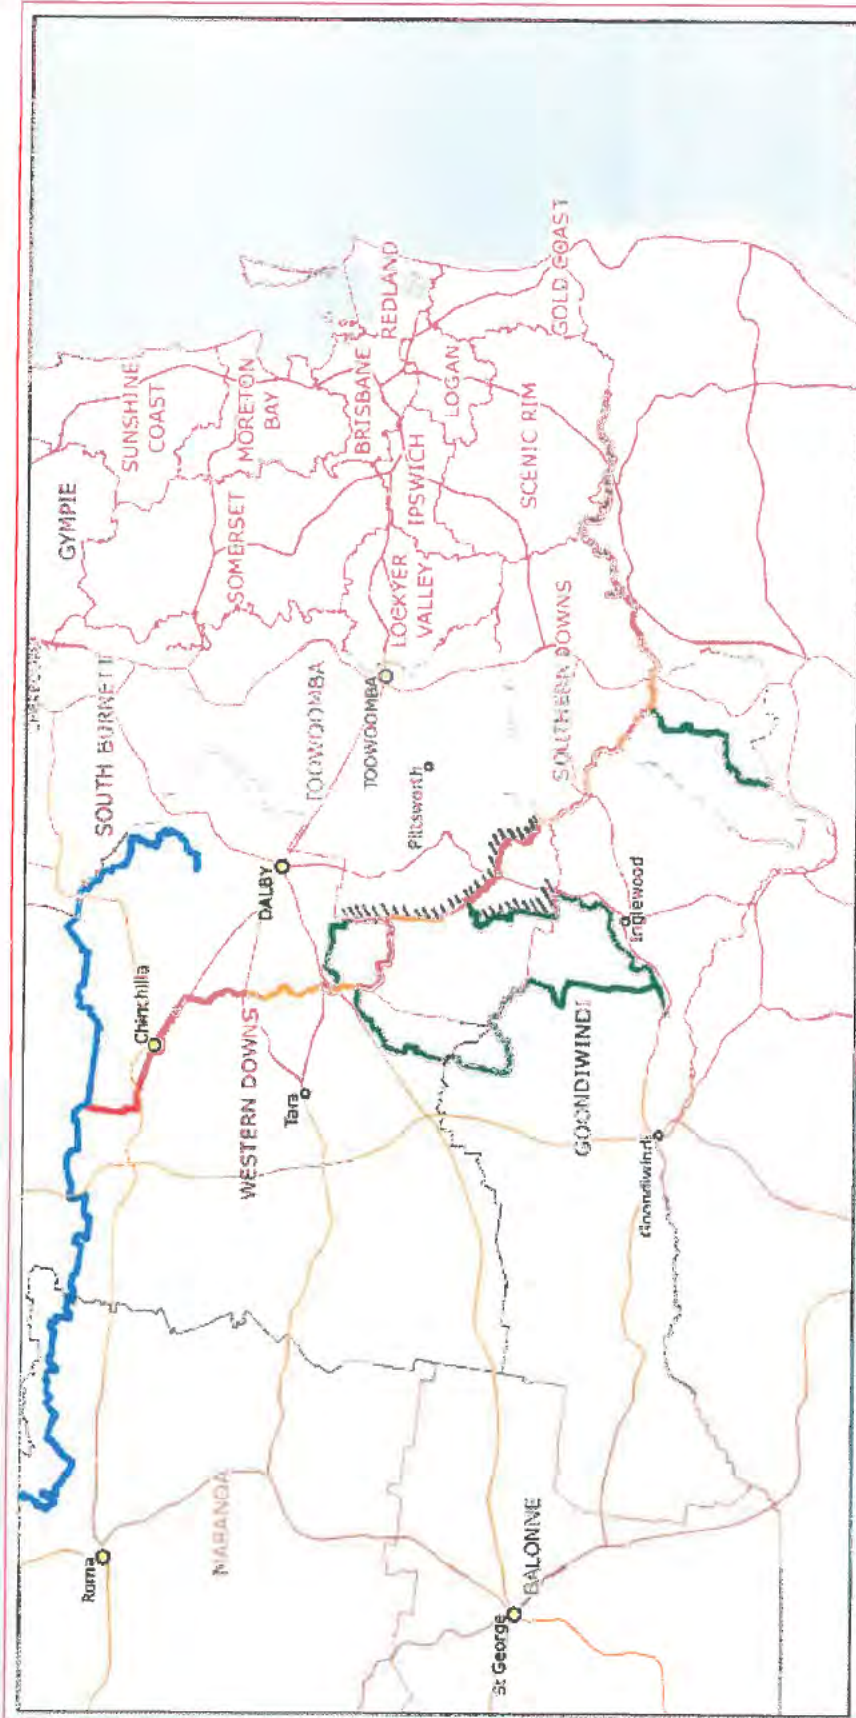 GYMPIE
SUNSHINE
COAST
SOUTH BURNETT
SOMERSET
MORETON
BAY
Roma
Chinchilla
MARANOA
WESTERN DOWNS
DALBY
Tara
TOOWOOMBA
TOOWOOMBA
LOCKYER
VALLEY
BRISBANE
REDLAND
IPSWICH
LOGAN
Pittsworth
SCENIC RIM
GOLD COAST
SOUTHERN DOWNS
St George
BALONNE
GOONDIWINDI
Inglewood
Goondiwindi